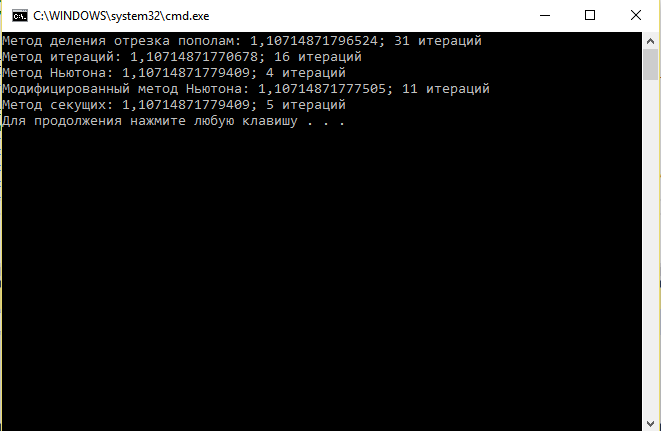 C:\WINDOWS\system32\cmd.exe
Метод деления отрезка пополам: 1,10714871796524; 31 итераций
Метод итераций: 1,10714871770678; 16 итераций
Метод Ньютона: 1,10714871779409; 4 итераций
Модифицированный метод Ньютона: 1,10714871777505; 11 итераций
Метод секущих: 1,10714871779409; 5 итераций
Для продолжения нажмите любую клавишу . . .